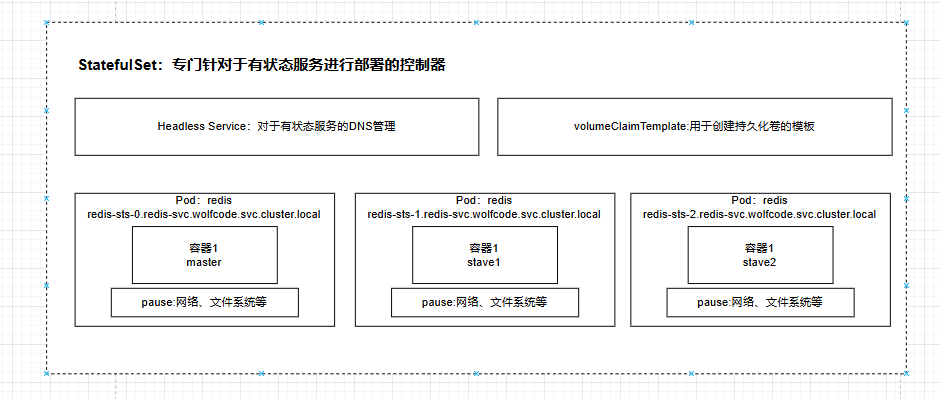 StatefulSet：专门针对于有状态服务进行部署的控制器
Headless Service：对于有状态服务的DNS管理
volumeClaimTemplate:用于创建持久化卷的模板
Pod：redis
redis-sts-0.redis-svc.wolfcode.svc.cluster.local
容器1
master
pause:网络、文件系统等
Pod：redis
redis-sts-1.redis-svc.wolfcode.svc.cluster.local
容器1
stave1
pause:网络、文件系统等
Pod：redis
redis-sts-2.redis-svc.wolfcode.svc.cluster.local
容器1
stave2
pause:网络、文件系统等